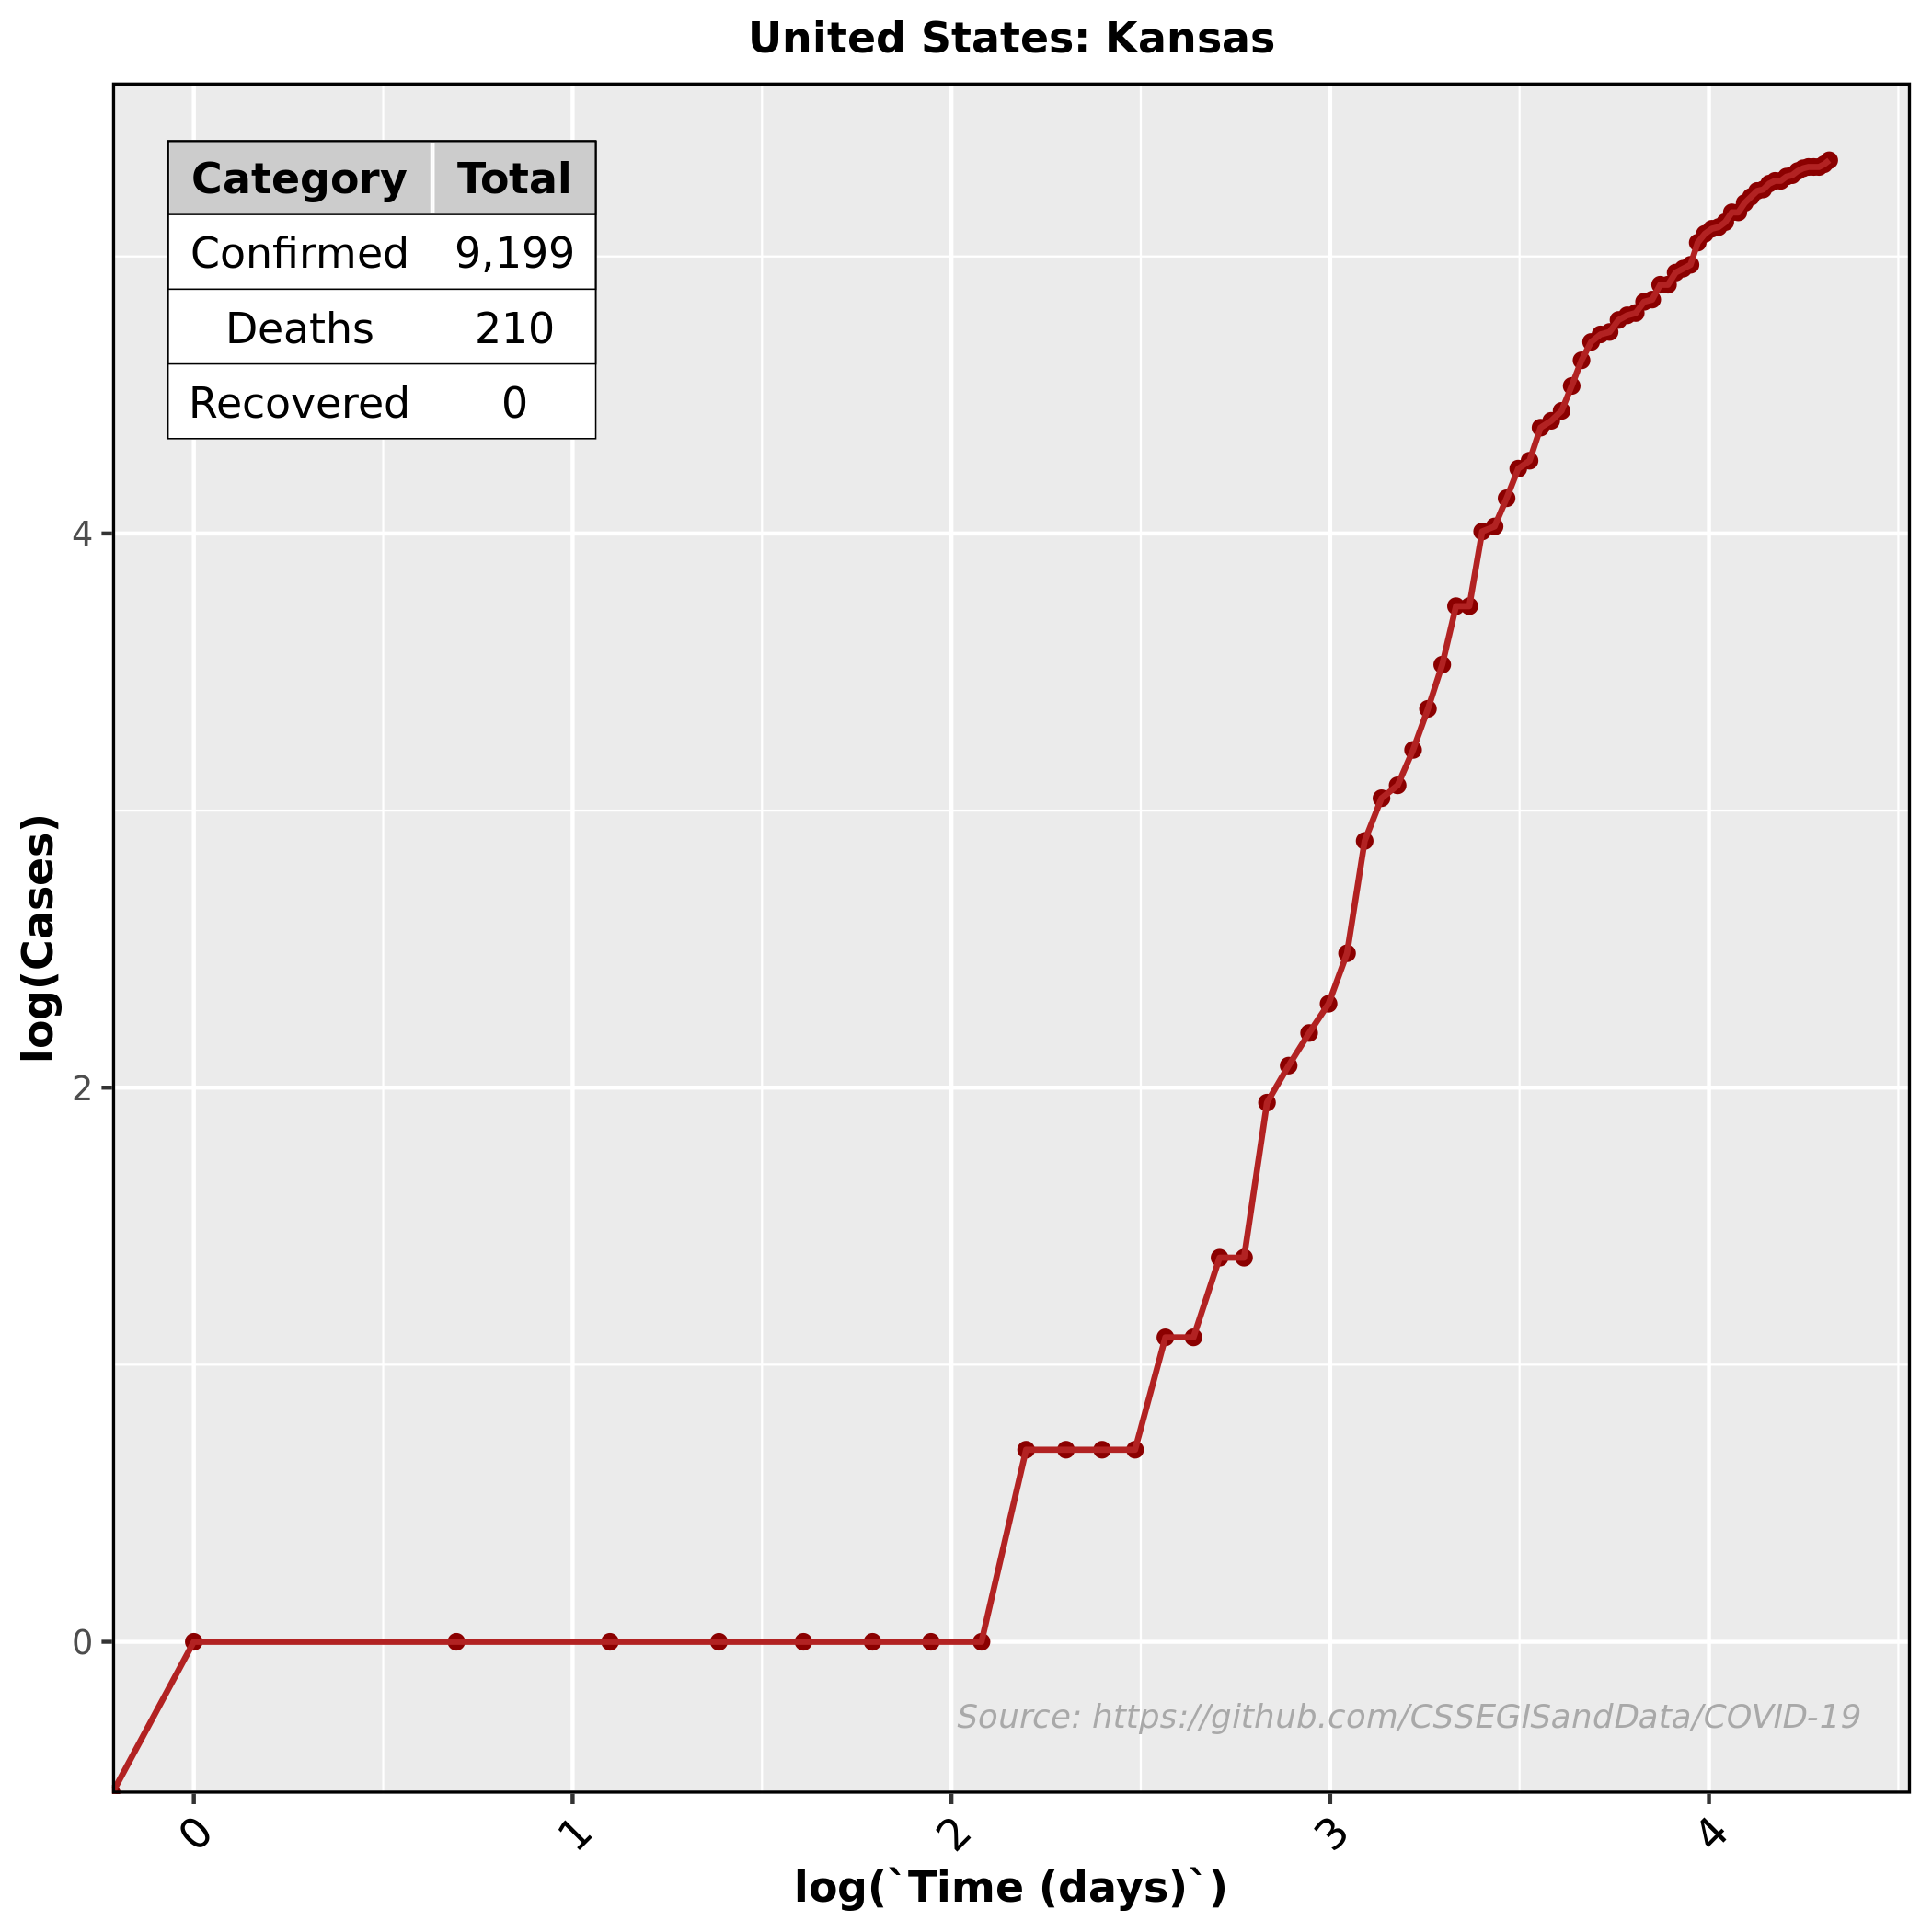 United States: Kansas
Category Total
Confirmed 9,199
Deaths 210
Recovered 0
4
2
0
log(Cases)
Source: https://github.com/CSSEGISandData/COVID-19
0 1 2 3 4
log(`Time (days)`)